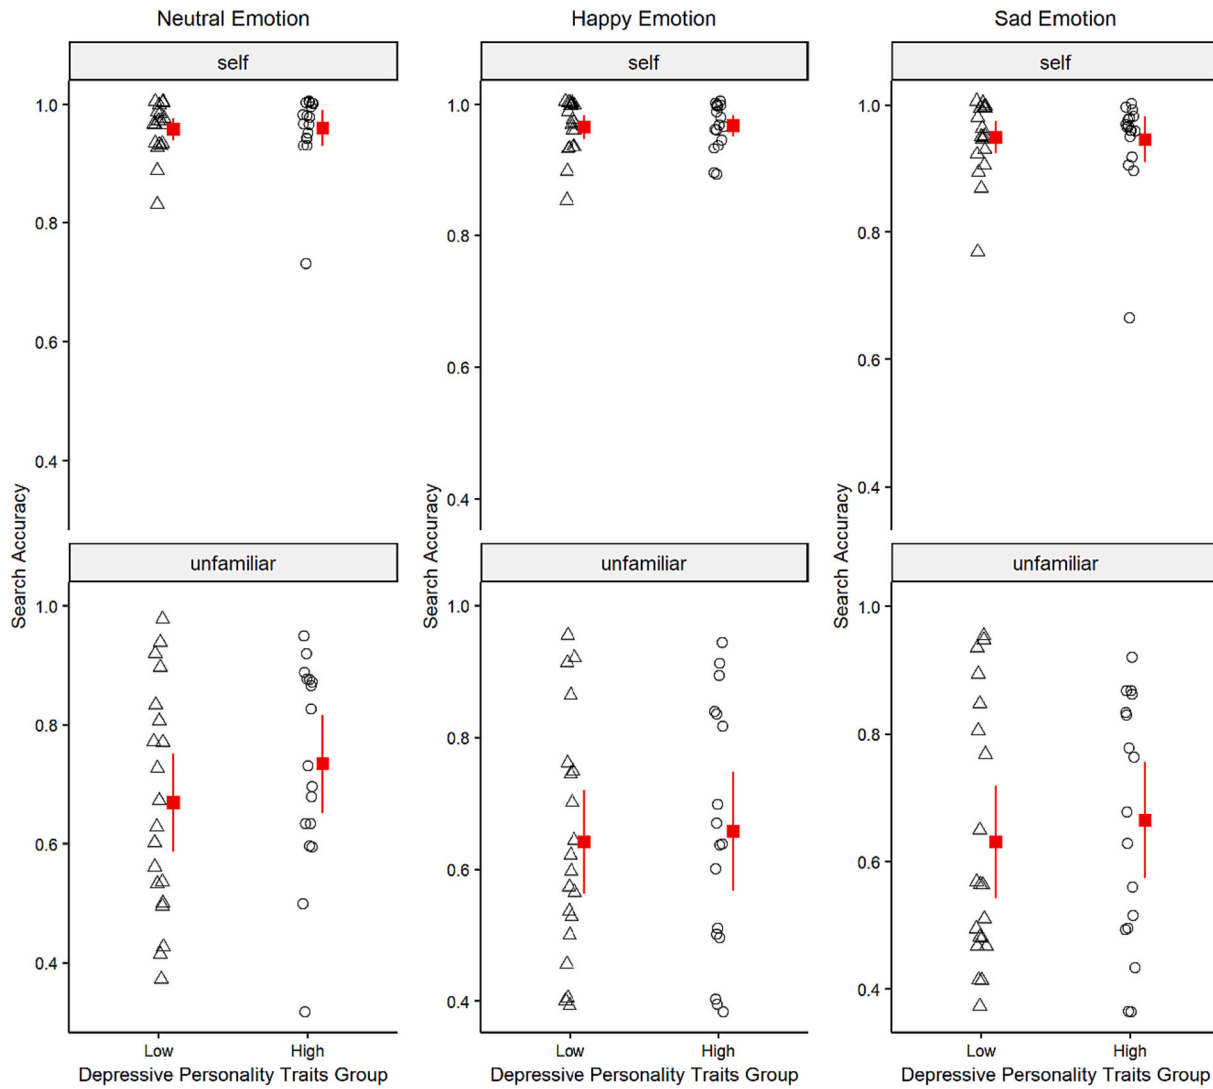 Neutral Emotion
Happy Emotion
Sad Emotion
self
self
self
1.0
0.8
0.6
0.4
1.0
0.8
0.6
0.4
1.0
0.8
0.6
0.4
Search Accuracy
Search Accuracy
Search Accuracy
unfamiliar
unfamiliar
unfamiliar
1.0
0.8
0.6
0.4
1.0
0.8
0.6
0.4
1.0
0.8
0.6
0.4
Low High
Low High
Low High
Depressive Personality Traits Group
Depressive Personality Traits Group
Depressive Personality Traits Group